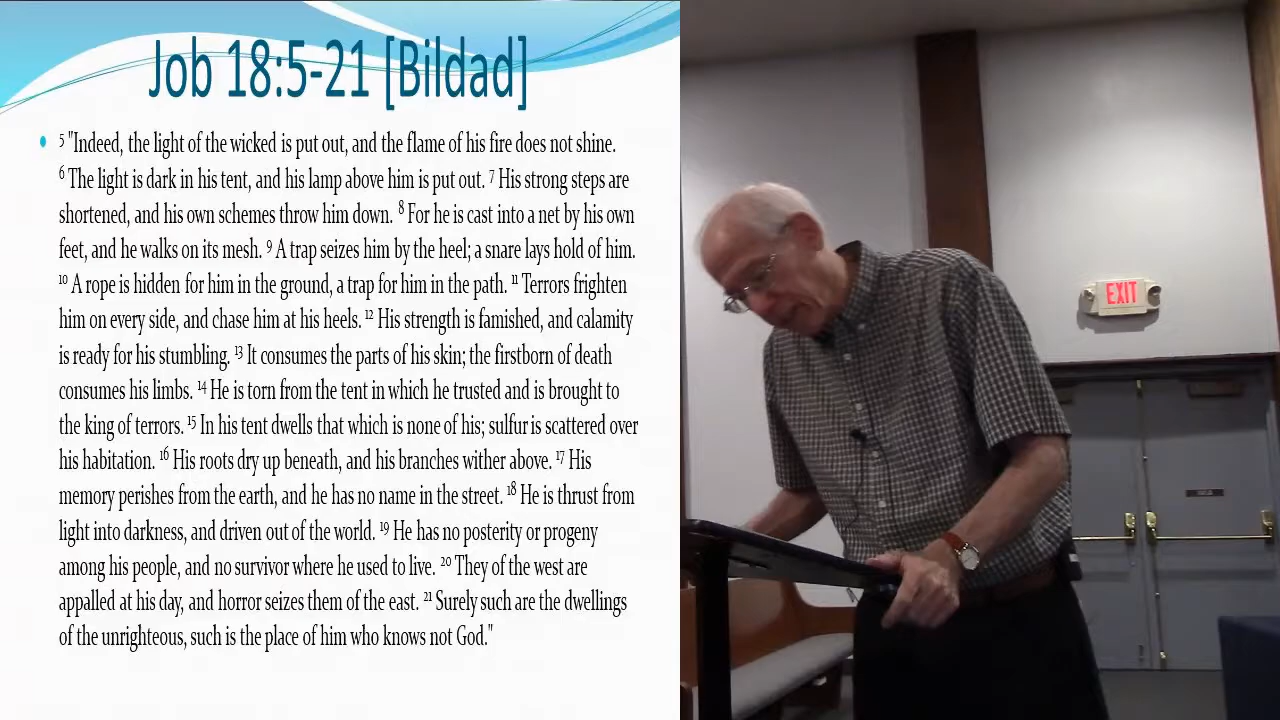 Job 18:5-21 [Bildad]
• ⁵ "Indeed, the light of the wicked is put out, and the flame of his fire does not shine.
⁶ The light is dark in his tent, and his lamp above him is put out. ⁷ His strong steps are
shortened, and his own schemes throw him down. ⁸ For he is cast into a net by his own
feet, and he walks on its mesh. ⁹ A trap seizes him by the heel; a snare lays hold of him.
¹⁰ A rope is hidden for him in the ground, a trap for him in the path. ¹¹ Terrors frighten
him on every side, and chase him at his heels. ¹² His strength is famished, and calamity
is ready for his stumbling. ¹³ It consumes the parts of his skin; the firstborn of death
consumes his limbs. ¹⁴ He is torn from the tent in which he trusted and is brought to
the king of terrors. ¹⁵ In his tent dwells that which is none of his; sulfur is scattered over
his habitation. ¹⁶ His roots dry up beneath, and his branches wither above. ¹⁷ His
memory perishes from the earth, and he has no name in the street. ¹⁸ He is thrust from
light into darkness, and driven out of the world. ¹⁹ He has no posterity or progeny
among his people, and no survivor where he used to live. ²⁰ They of the west are
appalled at his day, and horror seizes them of the east. ²¹ Surely such are the dwellings
of the unrighteous, such is the place of him who knows not God."
EXIT